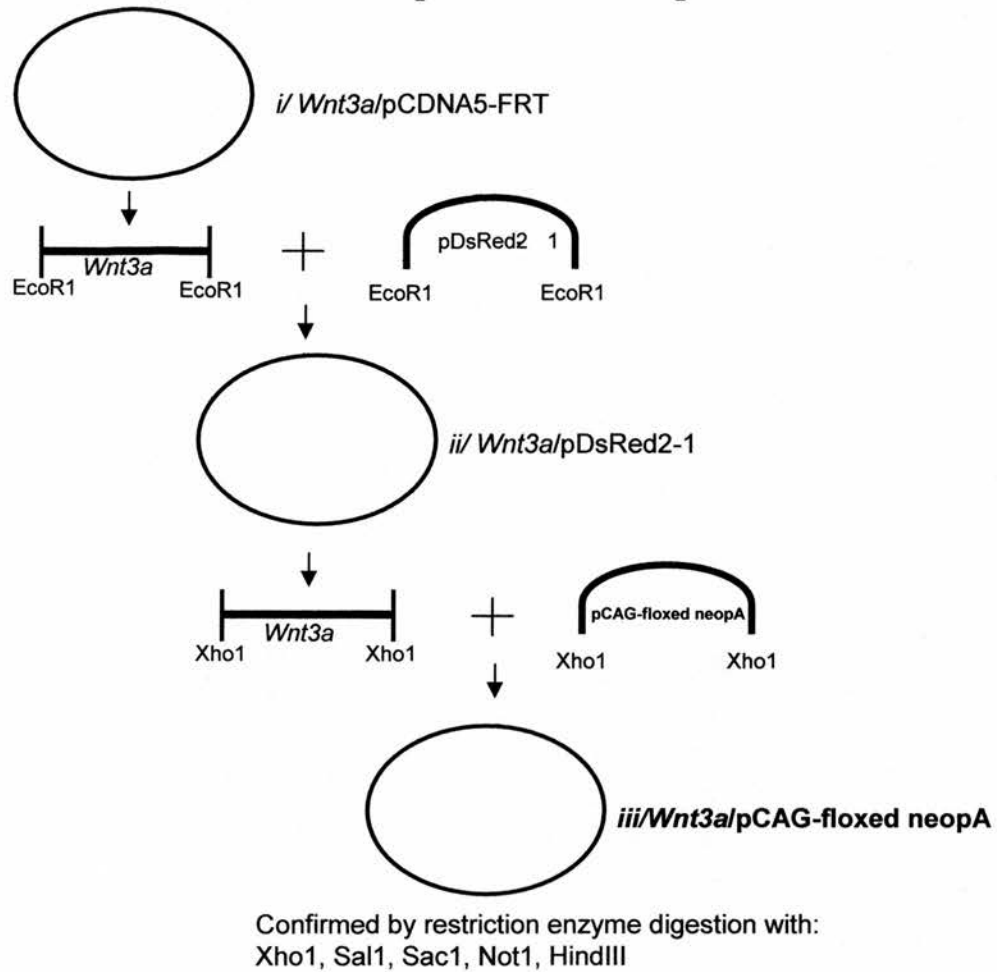 i/ Wnt3a/pCDNA5-FRT
Wnt3a
EcoR1 EcoR1
+
pDsRed2 1
EcoR1 EcoR1
ii/ Wnt3a/pDsRed2-1
Wnt3a
Xho1 Xho1
+
pCAG-floxed neopA
Xho1 Xho1
iii/Wnt3a/pCAG-floxed neopA
Confirmed by restriction enzyme digestion with:
Xho1, Sal1, Sac1, Not1, HindIII